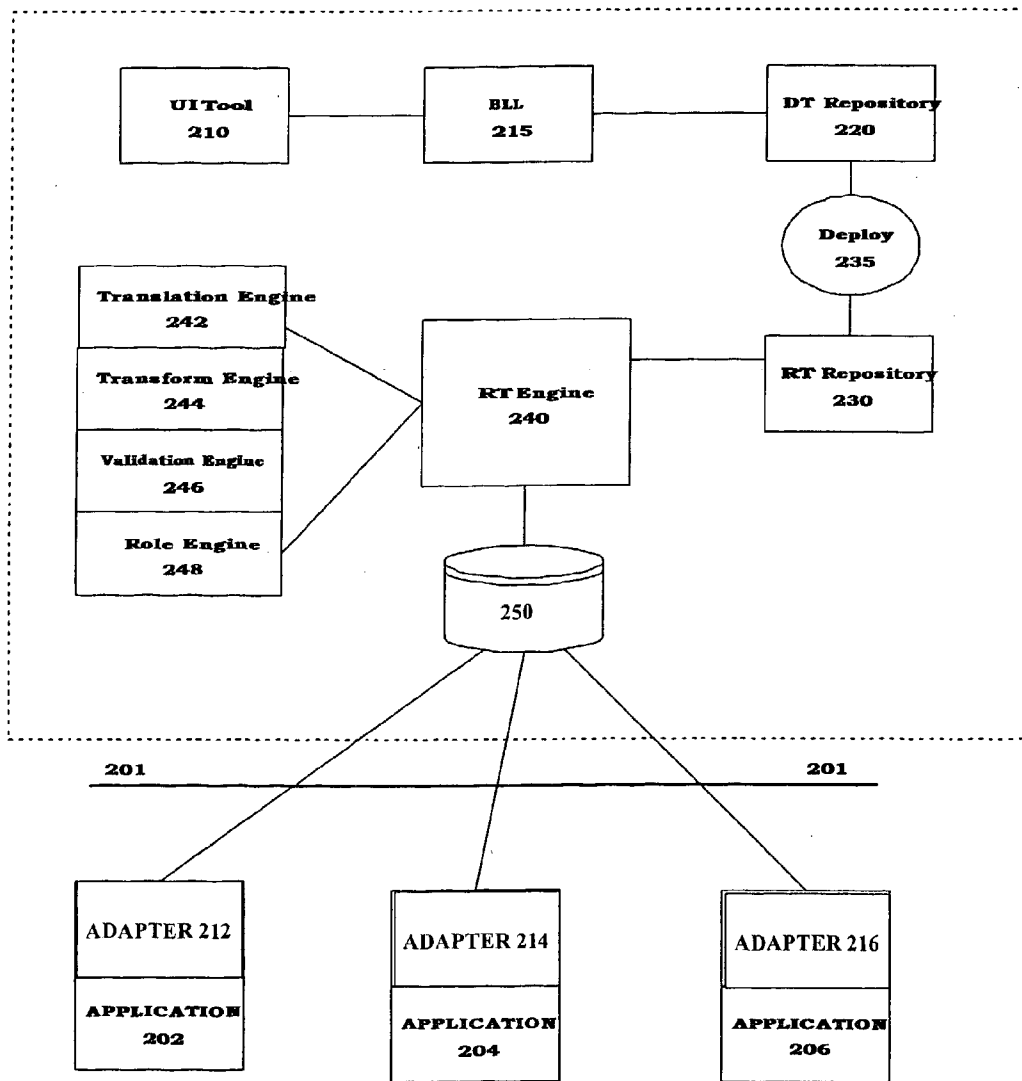 UI Tool
210
BLL
215
DT Repository
220
Deploy
235
Translation Engine
242
Transform Engine
244
Validation Engine
246
Role Engine
248
RT Engine
240
RT Repository
230
250
201
201
ADAPTER 212
APPLICATION
202
ADAPTER 214
APPLICATION
204
ADAPTER 216
APPLICATION
206